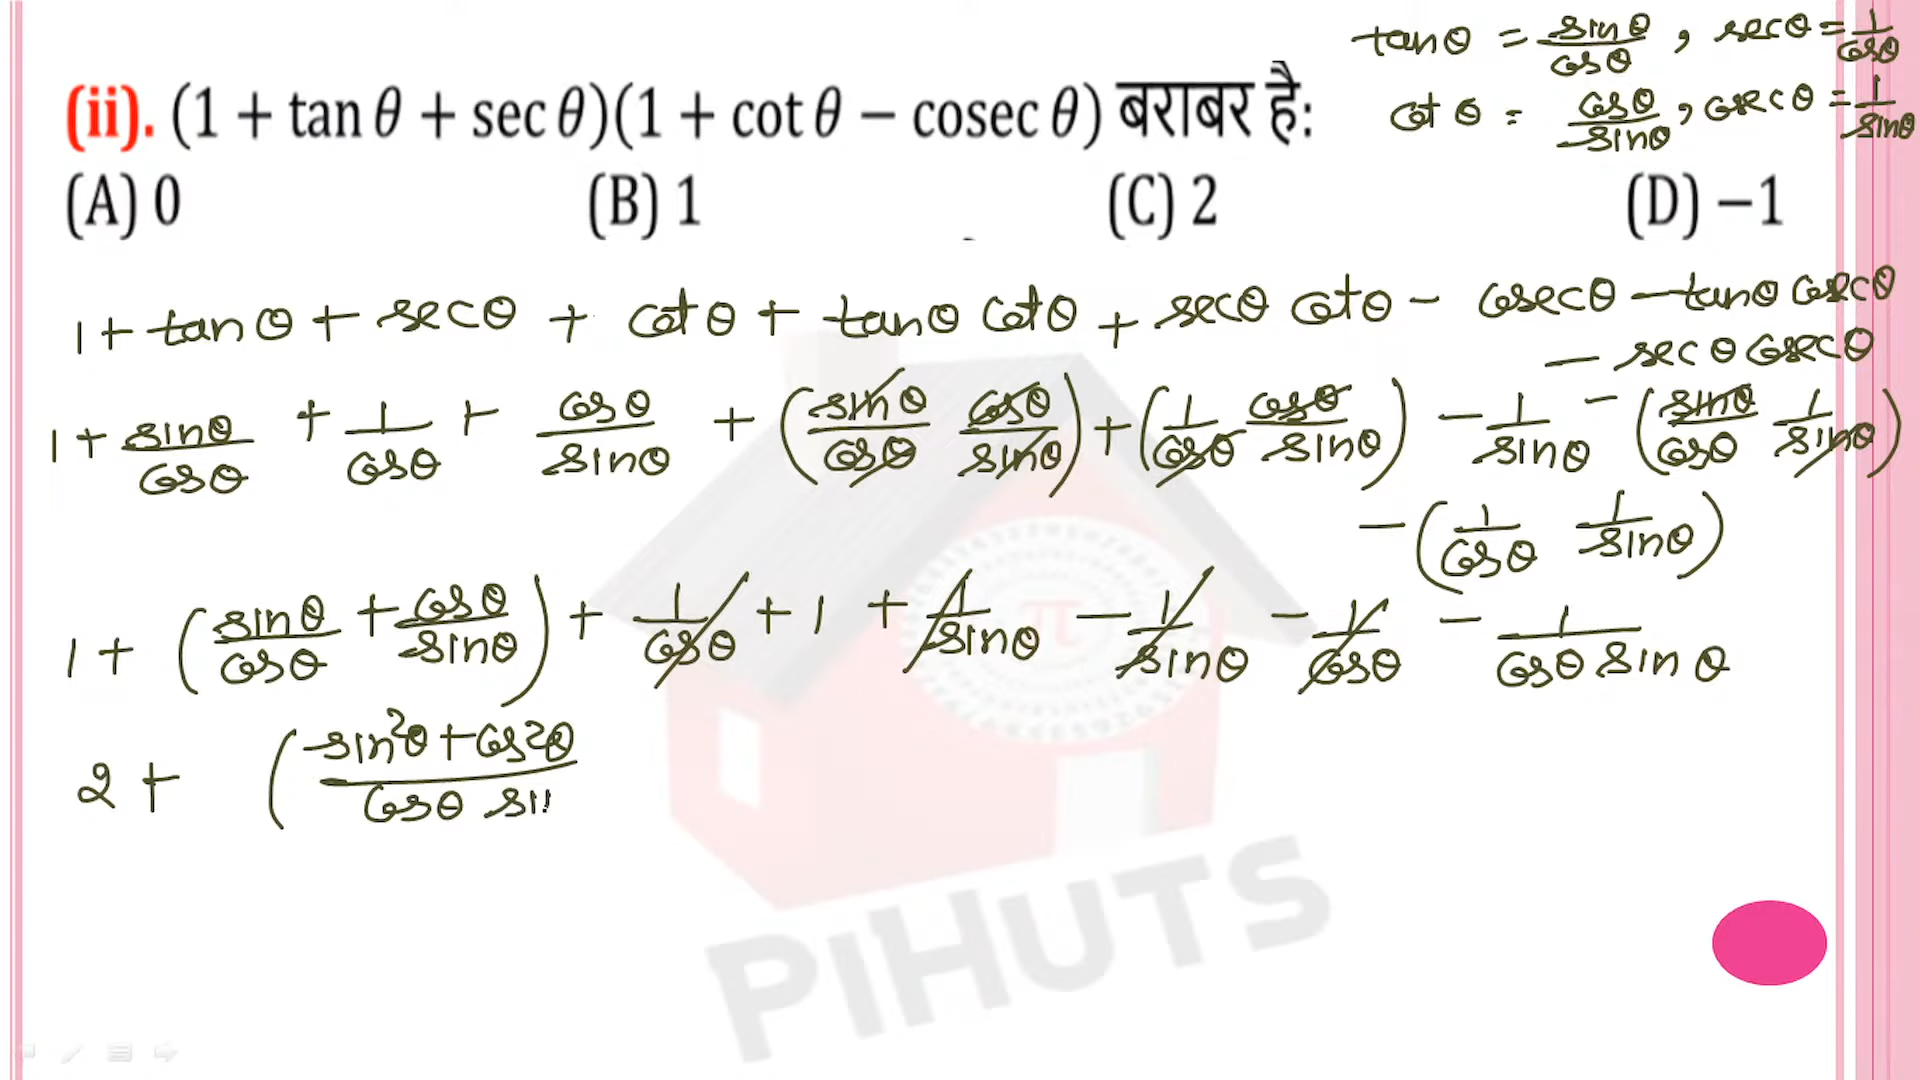 tanθ = sinθ/cosθ , secθ = 1/cosθ
(ii). (1 + tan θ + sec θ)(1 + cot θ − cosec θ) बराबर है:
cot θ = cosθ/sinθ , cosecθ = 1/sinθ
(A) 0 (B) 1 (C) 2 (D) −1
1 + tanθ + secθ + cotθ + tanθ cotθ + secθ cotθ − cosecθ − tanθ cosecθ
− secθ cosecθ
1 + sinθ/cosθ + 1/cosθ + cosθ/sinθ + (sinθ/cosθ cosθ/sinθ) + (1/cosθ cosθ/sinθ) − 1/sinθ − (sinθ/cosθ 1/sinθ)
− (1/cosθ 1/sinθ)
1 + (sinθ/cosθ + cosθ/sinθ) + 1/cosθ + 1 + 1/sinθ − 1/sinθ − 1/cosθ − 1/cosθ sinθ
2 + (sin²θ + cos²θ/cosθ si
PIHUTS